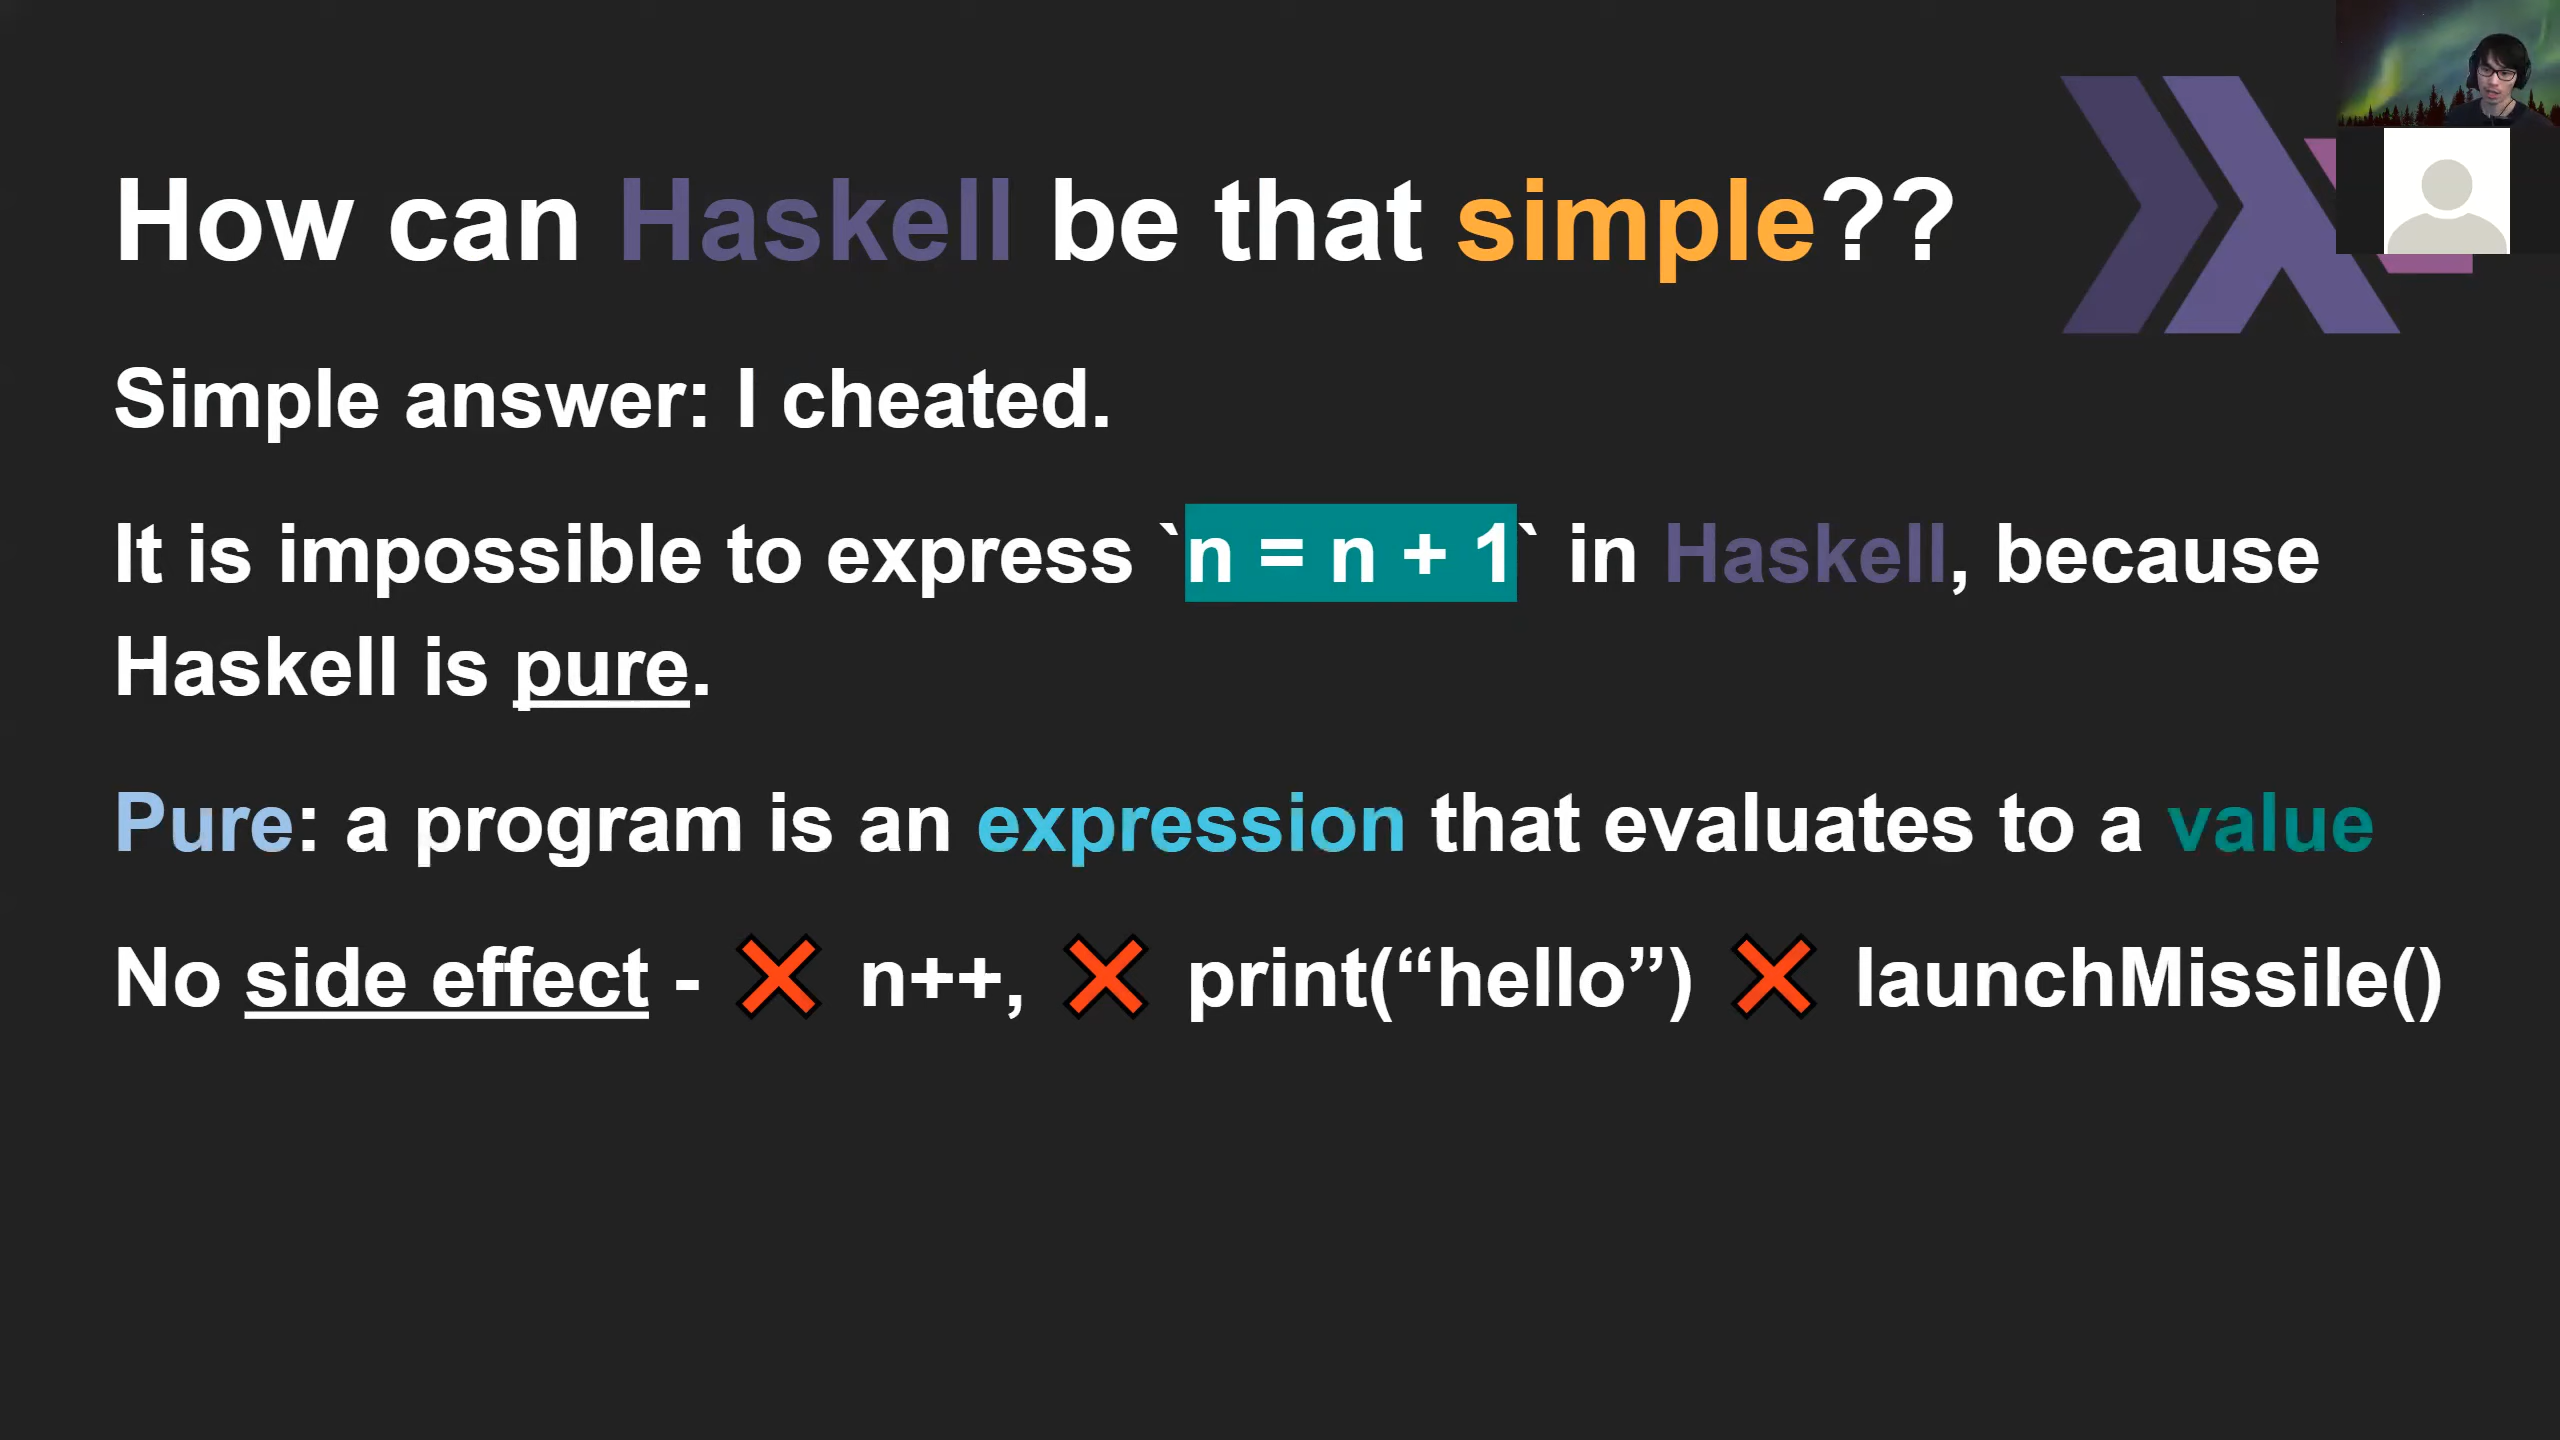 How can Haskell be that simple??
Simple answer: I cheated.
It is impossible to express `n = n + 1` in Haskell, because
Haskell is pure.
Pure: a program is an expression that evaluates to a value
No side effect - ❌ n++, ❌ print(“hello”) ❌ launchMissile()